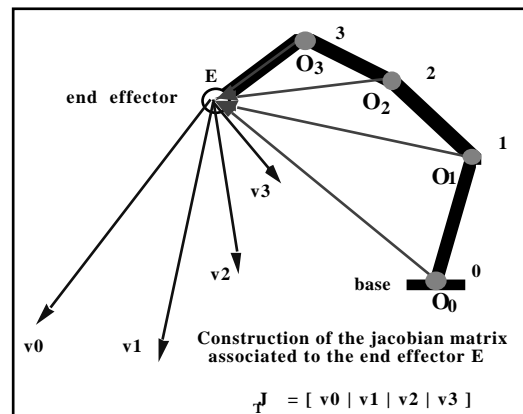 3
E
O3
2
end effector
O2
1
O1
v3
v2
0
base
O0
v0
v1
Construction of the jacobian matrix
associated to the end effector E
J = [ v0 | v1 | v2 | v3 ]
T